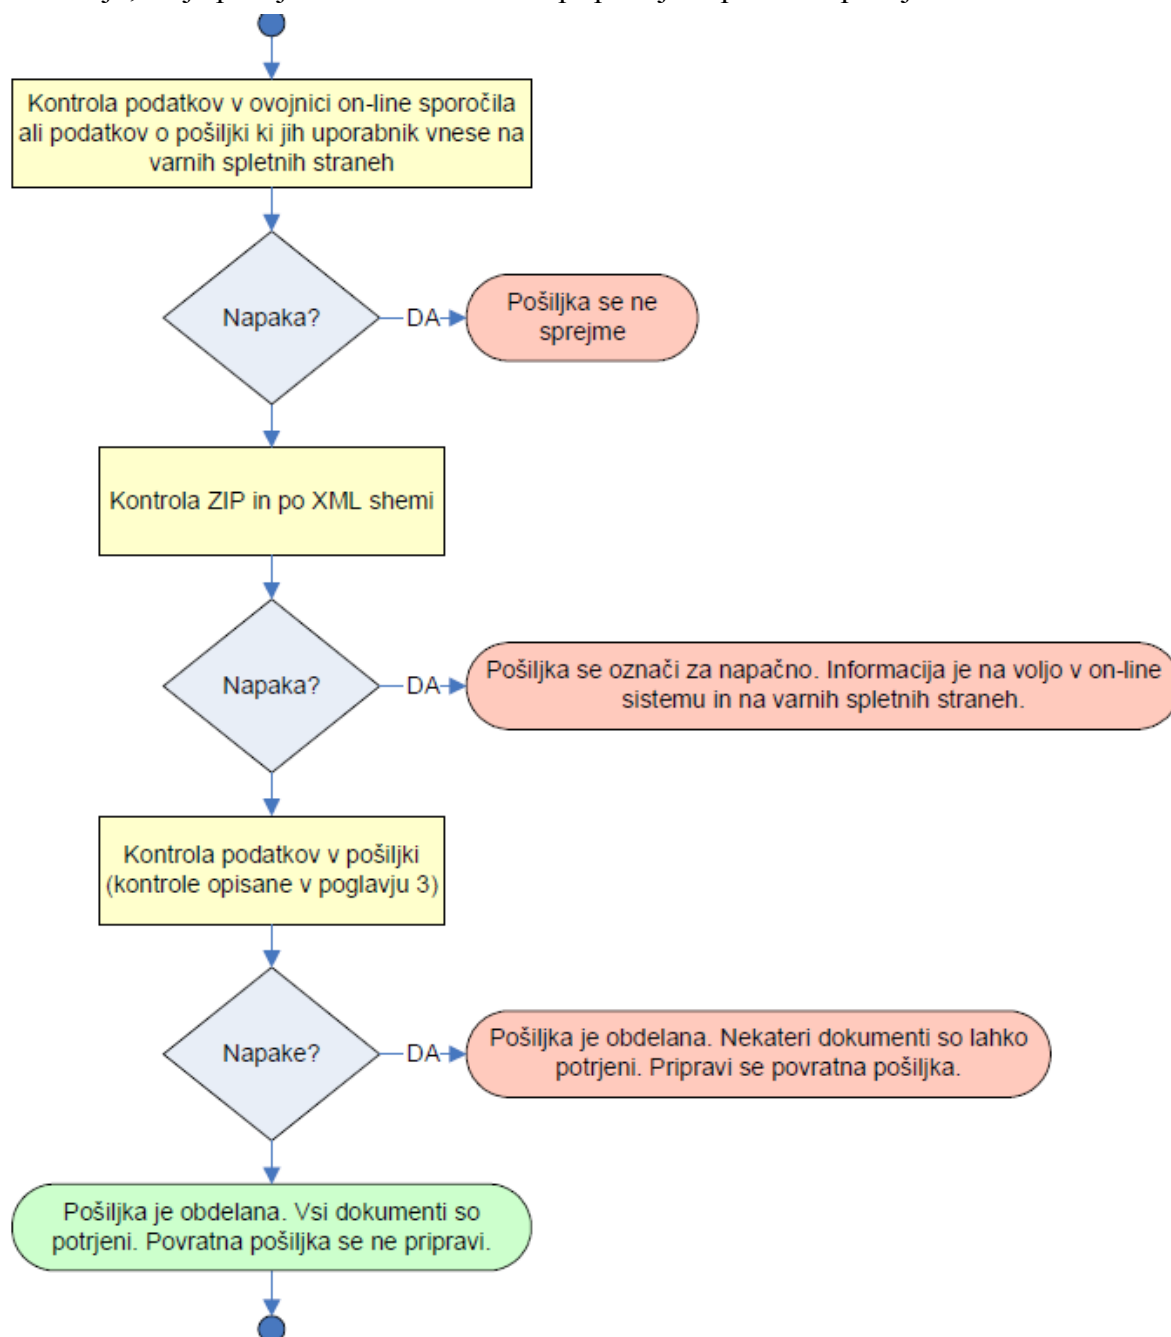 Kontrola podatkov v ovojnici on-line sporočila
ali podatkov o pošiljki ki jih uporabnik vnese na
varnih spletnih straneh
Napaka?
DA
Pošiljka se ne
sprejme
Kontrola ZIP in po XML shemi
Napaka?
DA
Pošiljka se označi za napačno. Informacija je na voljo v on-line
sistemu in na varnih spletnih straneh.
Kontrola podatkov v pošiljki
(kontrole opisane v poglavju 3)
Napake?
DA
Pošiljka je obdelana. Nekateri dokumenti so lahko
potrjeni. Pripravi se povratna pošiljka.
Pošiljka je obdelana. Vsi dokumenti so
potrjeni. Povratna pošiljka se ne pripravi.